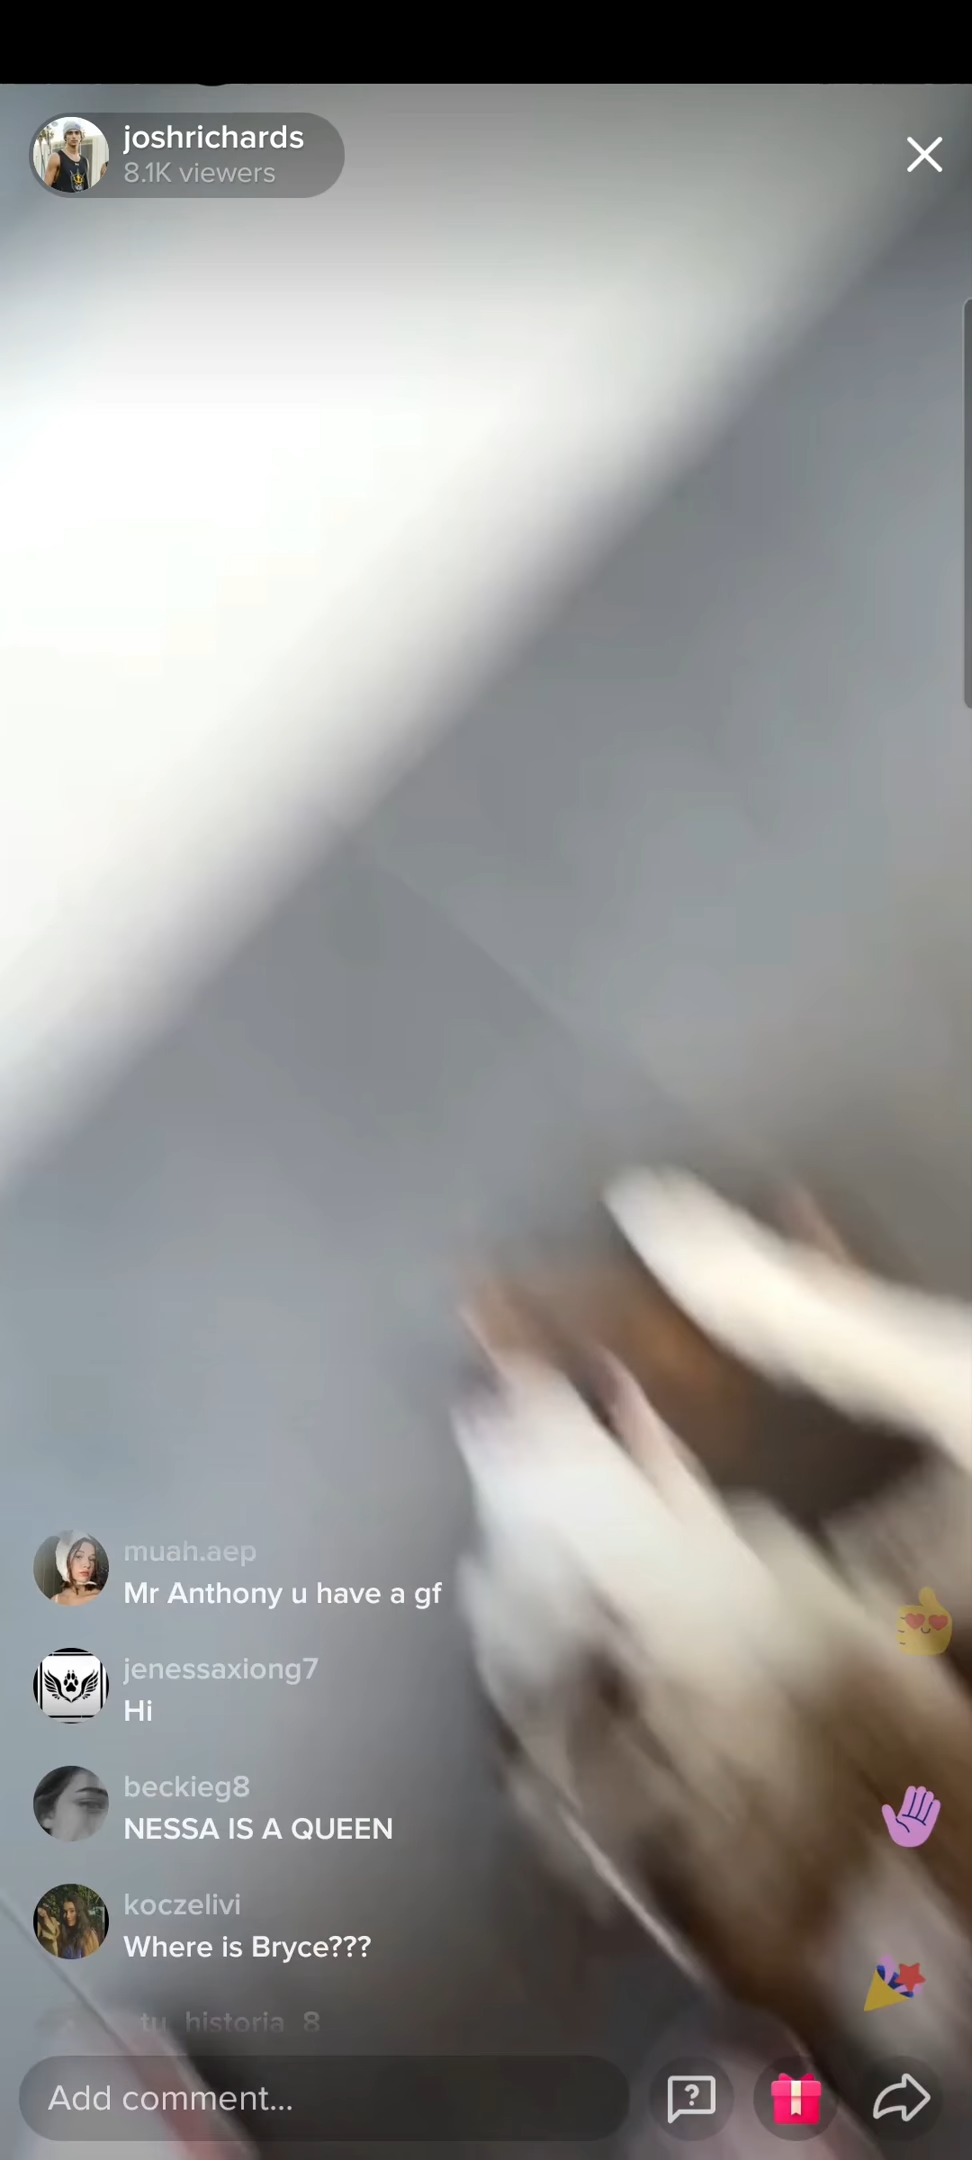 joshrichards
8.1K viewers
muah.aep
Mr Anthony u have a gf
jenessaxiong7
Hi
beckieg8
NESSA IS A QUEEN
koczelivi
Where is Bryce???
tu_historia_8
Add comment...